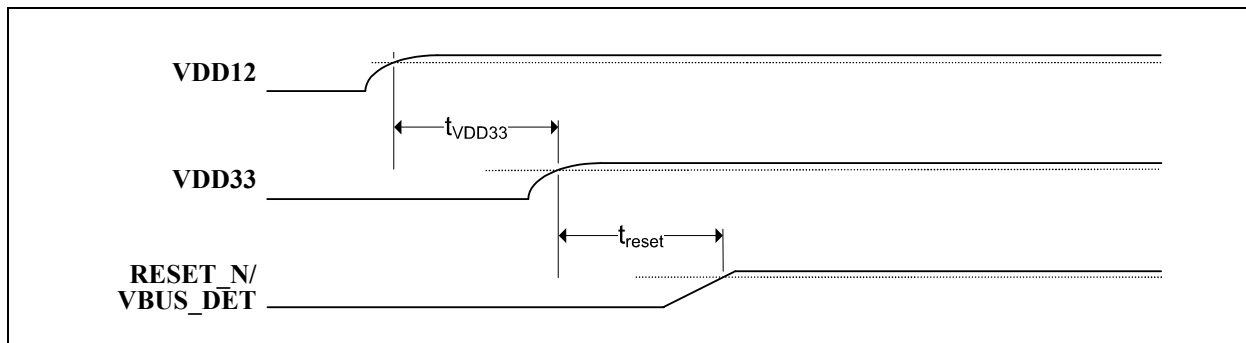 VDD12
tVDD33
VDD33
treset
RESET_N/
VBUS_DET